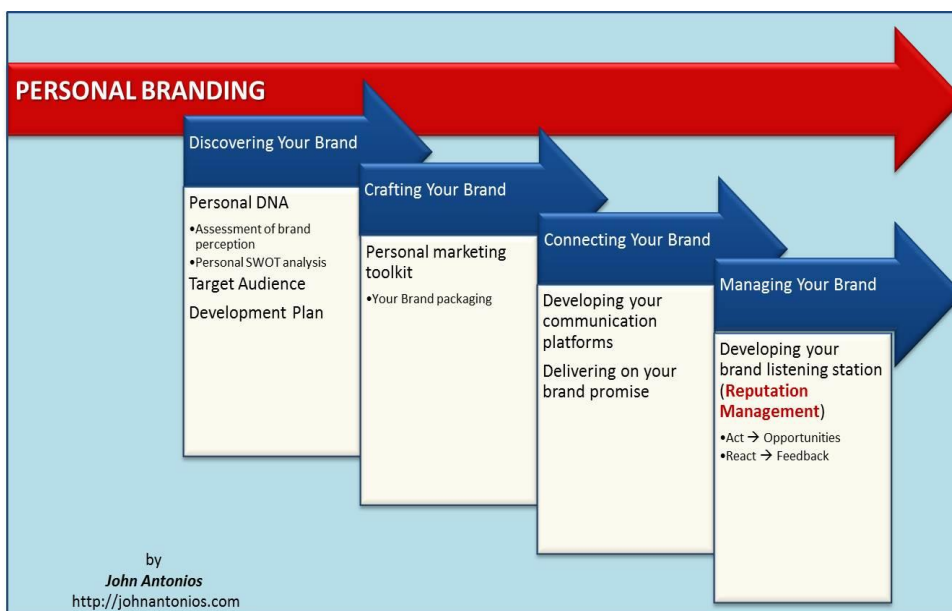 PERSONAL BRANDING
Discovering Your Brand
Personal DNA
•Assessment of brand
perception
•Personal SWOT analysis
Target Audience
Development Plan
Crafting Your Brand
Personal marketing
toolkit
•Your Brand packaging
Connecting Your Brand
Developing your
communication
platforms
Delivering on your
brand promise
Managing Your Brand
Developing your
brand listening station
(Reputation
Management)
•Act → Opportunities
•React → Feedback
by
John Antonios
http://johnantonios.com